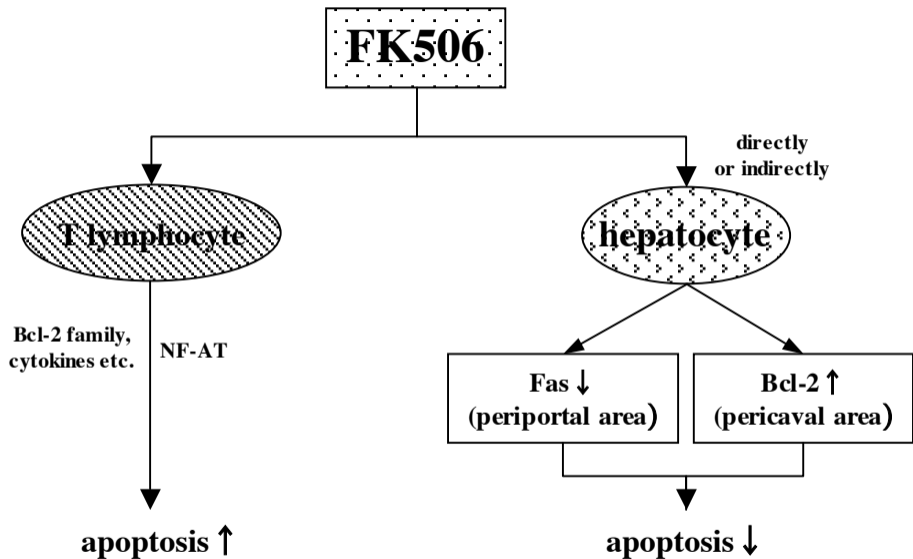 FK506
directly
or indirectly
T lymphocyte
hepatocyte
Bcl-2 family,
cytokines etc.
NF-AT
Fas ↓
(periportal area)
Bcl-2 ↑
(pericaval area)
apoptosis ↑
apoptosis ↓